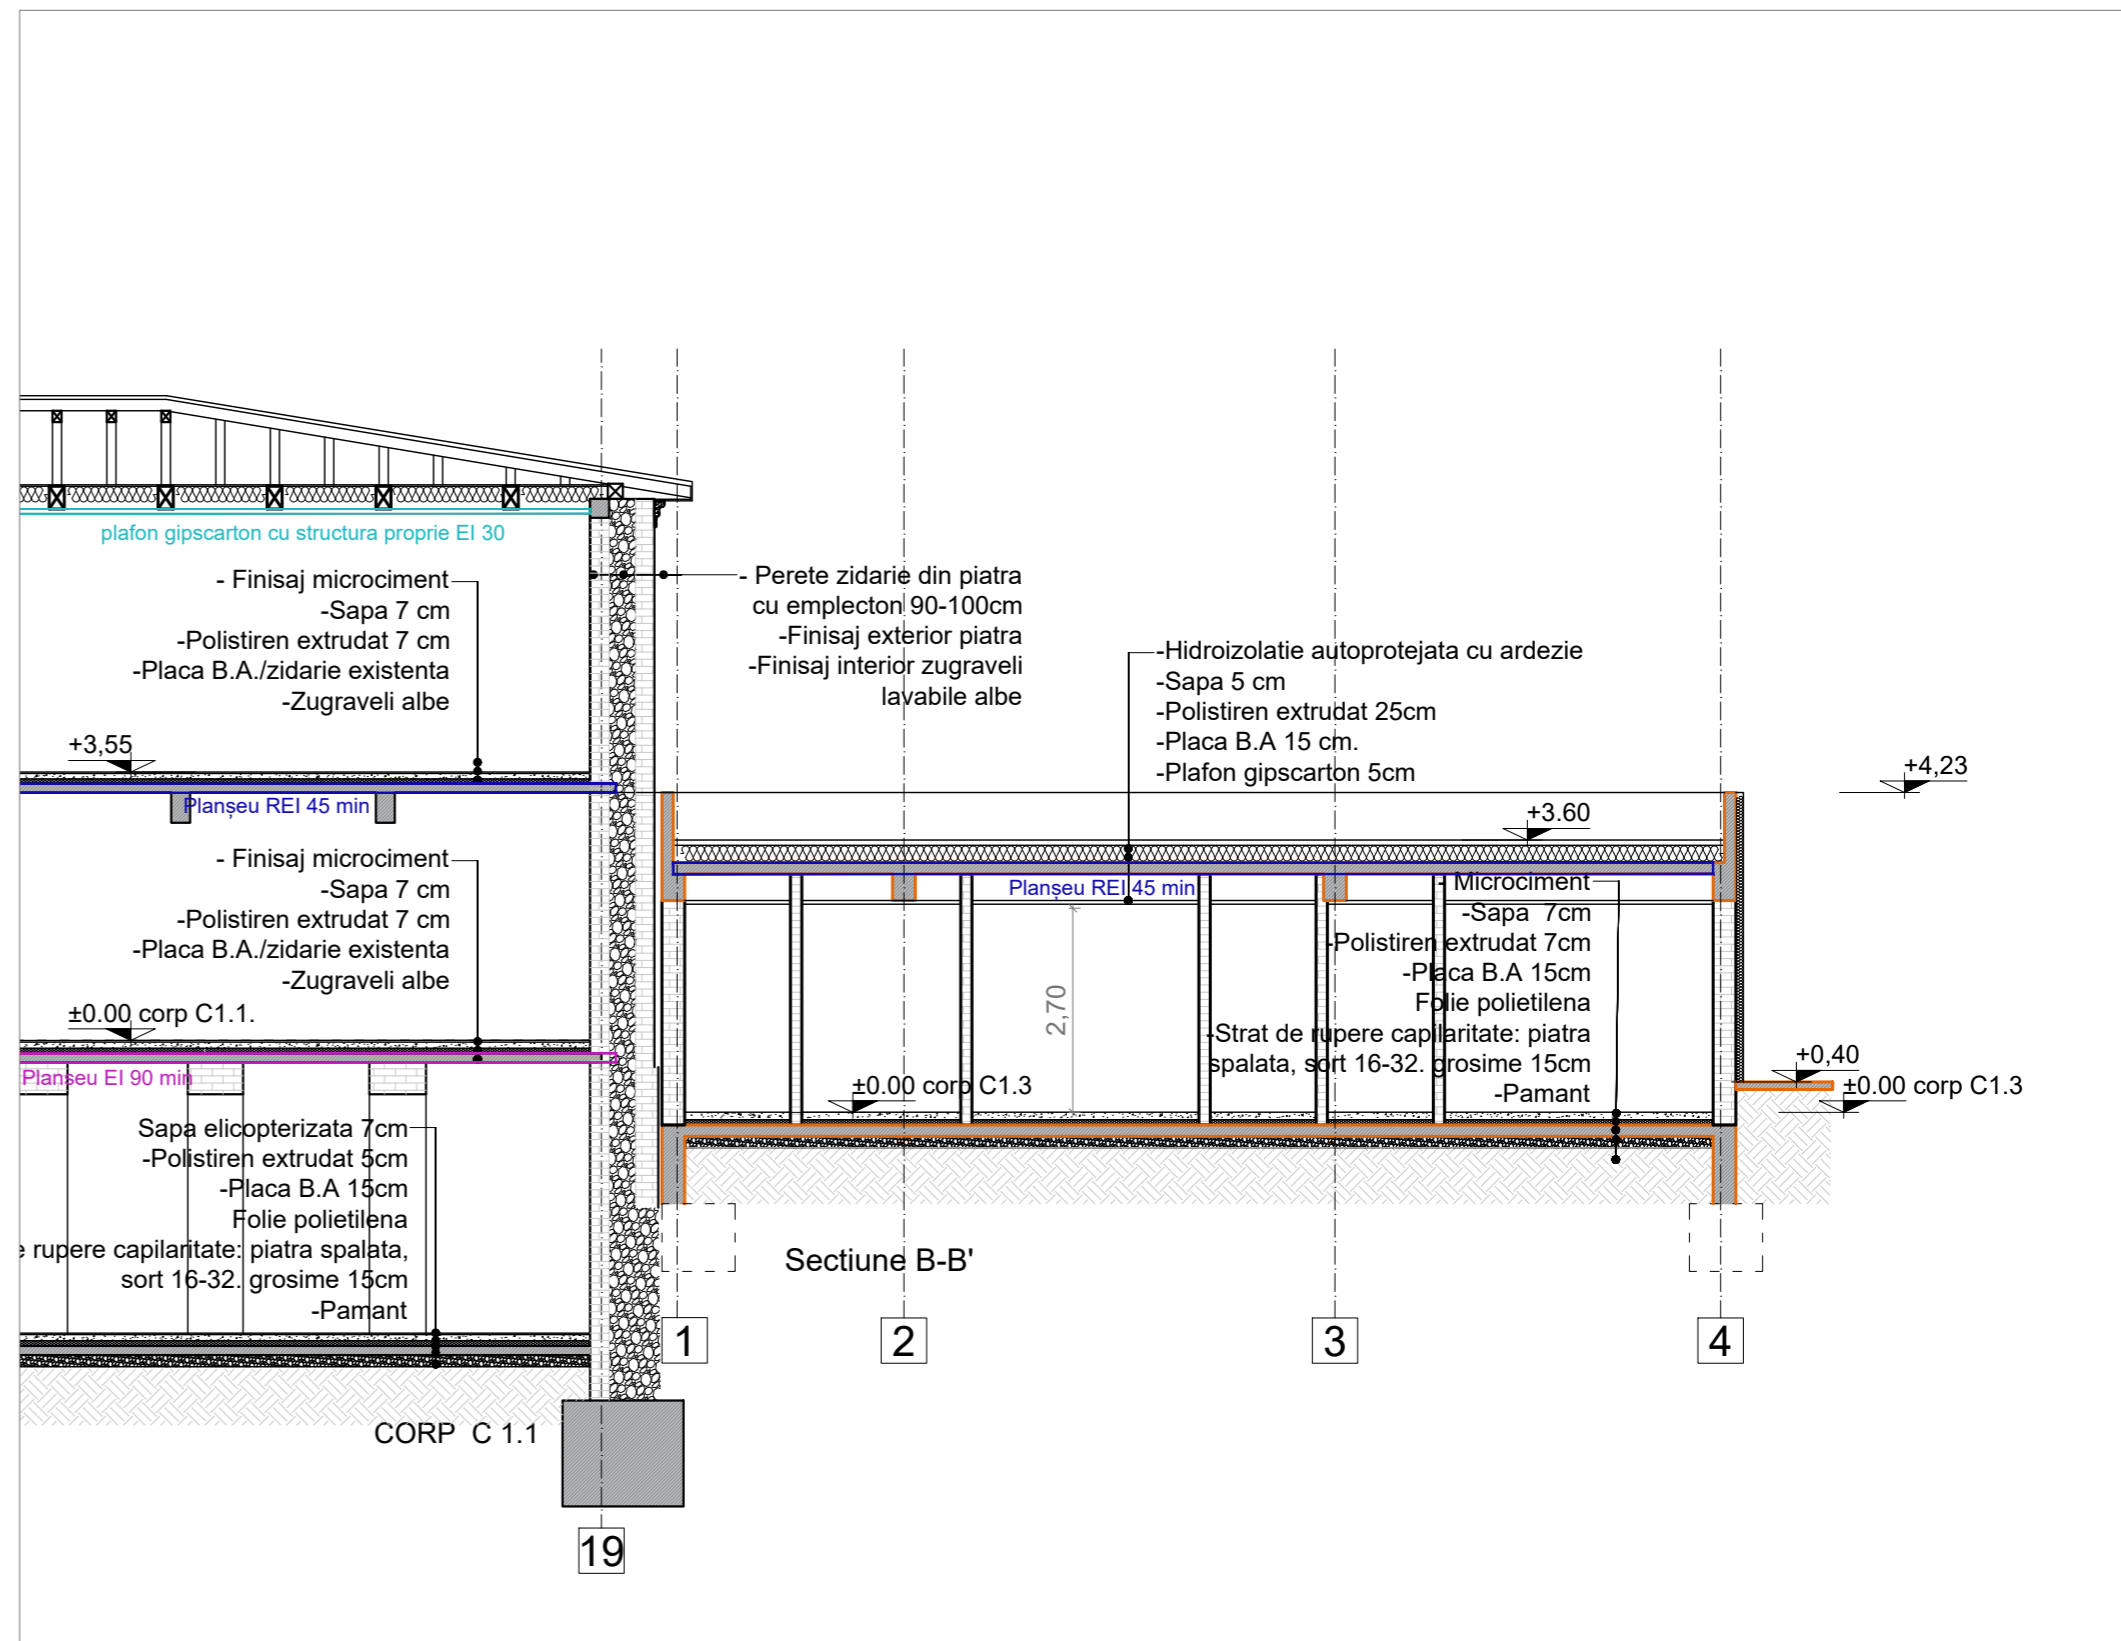 plafon gipscarton cu structura proprie EI 30
- Finisaj microciment
-Sapa 7 cm
-Polistiren extrudat 7 cm
-Placa B.A./zidarie existenta
-Zugraveli albe
+3,55
Planșeu REI 45 min
- Finisaj microciment
-Sapa 7 cm
-Polistiren extrudat 7 cm
-Placa B.A./zidarie existenta
-Zugraveli albe
±0.00 corp C1.1.
Planseu EI 90 min
Sapa elicopterizata 7cm
-Polistiren extrudat 5cm
-Placa B.A 15cm
Folie polietilena
e rupere capilaritate: piatra spalata,
sort 16-32. grosime 15cm
-Pamant
CORP C 1.1
19
- Perete zidarie din piatra
cu emplecton 90-100cm
-Finisaj exterior piatra
-Finisaj interior zugraveli
lavabile albe
-Hidroizolatie autoprotejata cu ardezie
-Sapa 5 cm
-Polistiren extrudat 25cm
-Placa B.A 15 cm.
-Plafon gipscarton 5cm
+4,23
+3.60
Planșeu REI 45 min
- Microciment
-Sapa 7cm
-Polistiren extrudat 7cm
-Placa B.A 15cm
Folie polietilena
-Strat de rupere capilaritate: piatra
spalata, sort 16-32. grosime 15cm
-Pamant
2,70
±0.00 corp C1.3
+0,40
±0.00 corp C1.3
Sectiune B-B'
1
2
3
4